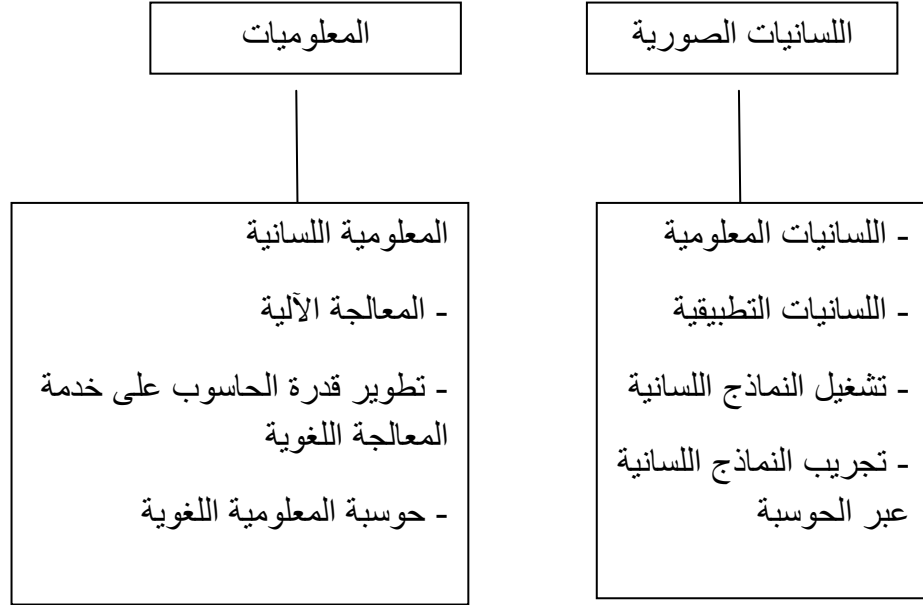 اللسانيات الصورية
المعلوميات
- اللسانيات المعلومية
- اللسانيات التطبيقية
- تشغيل النماذج اللسانية
- تجريب النماذج اللسانية
عبر الحوسبة
المعلومية اللسانية
- المعالجة الآلية
- تطوير قدرة الحاسوب على خدمة
المعالجة اللغوية
- حوسبة المعلومية اللغوية